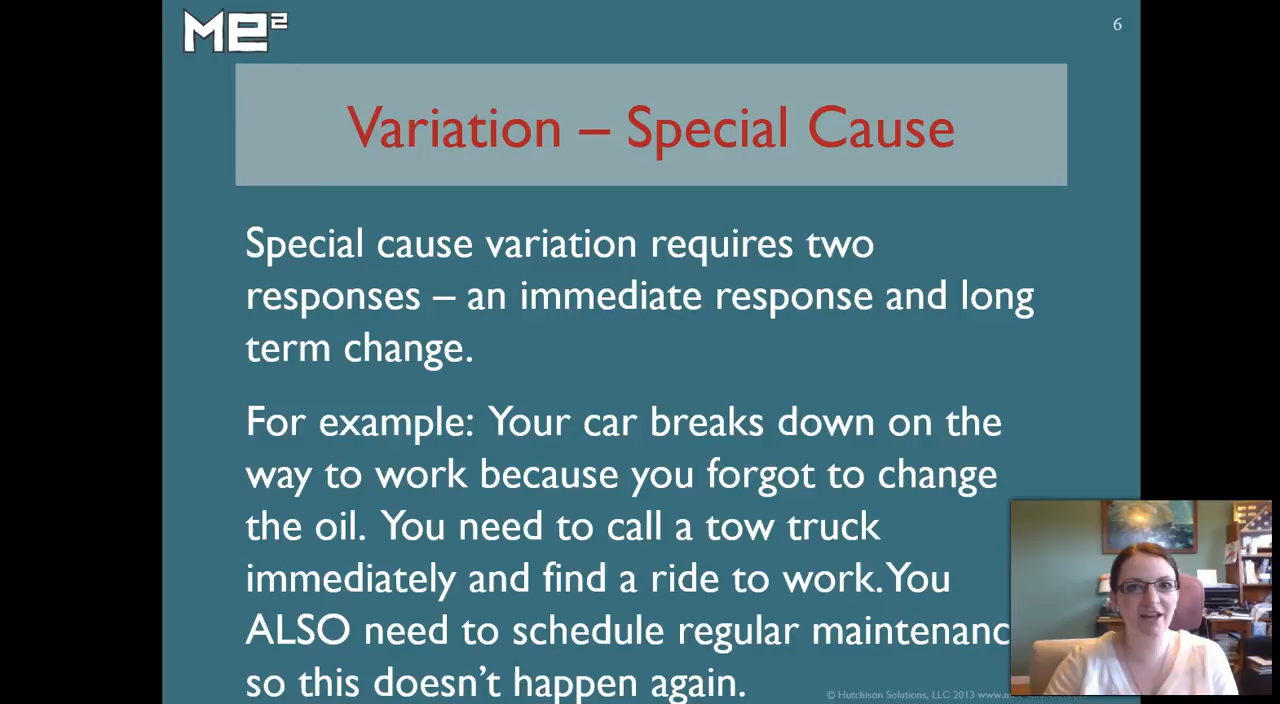 ME²
6
Variation – Special Cause
Special cause variation requires two
responses – an immediate response and long
term change.
For example: Your car breaks down on the
way to work because you forgot to change
the oil. You need to call a tow truck
immediately and find a ride to work. You
ALSO need to schedule regular maintenanc
so this doesn't happen again.
© Hutchison Solutions, LLC 2013